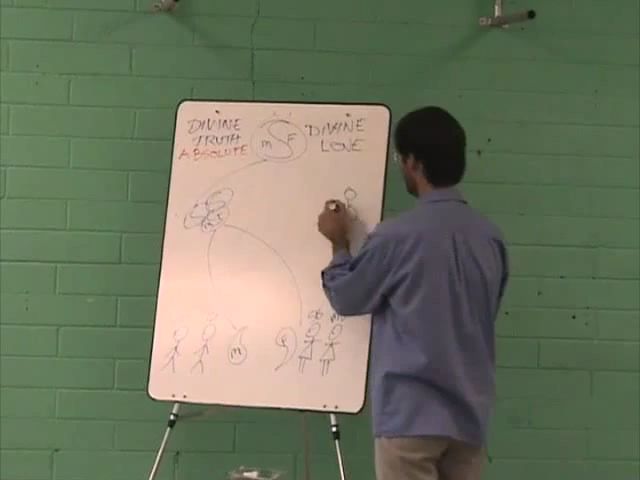 DIVINE
TRUTH
ABSOLUTE
DIVINE
LOVE
m F
m
F